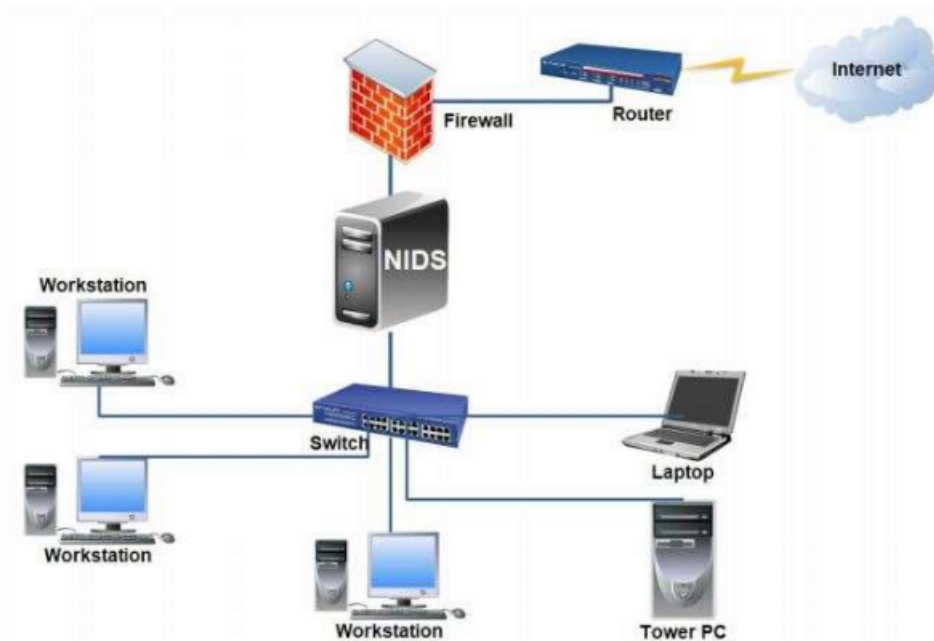 Internet
Firewall
Router
NIDS
Workstation
Switch
Laptop
Workstation
Workstation
Tower PC